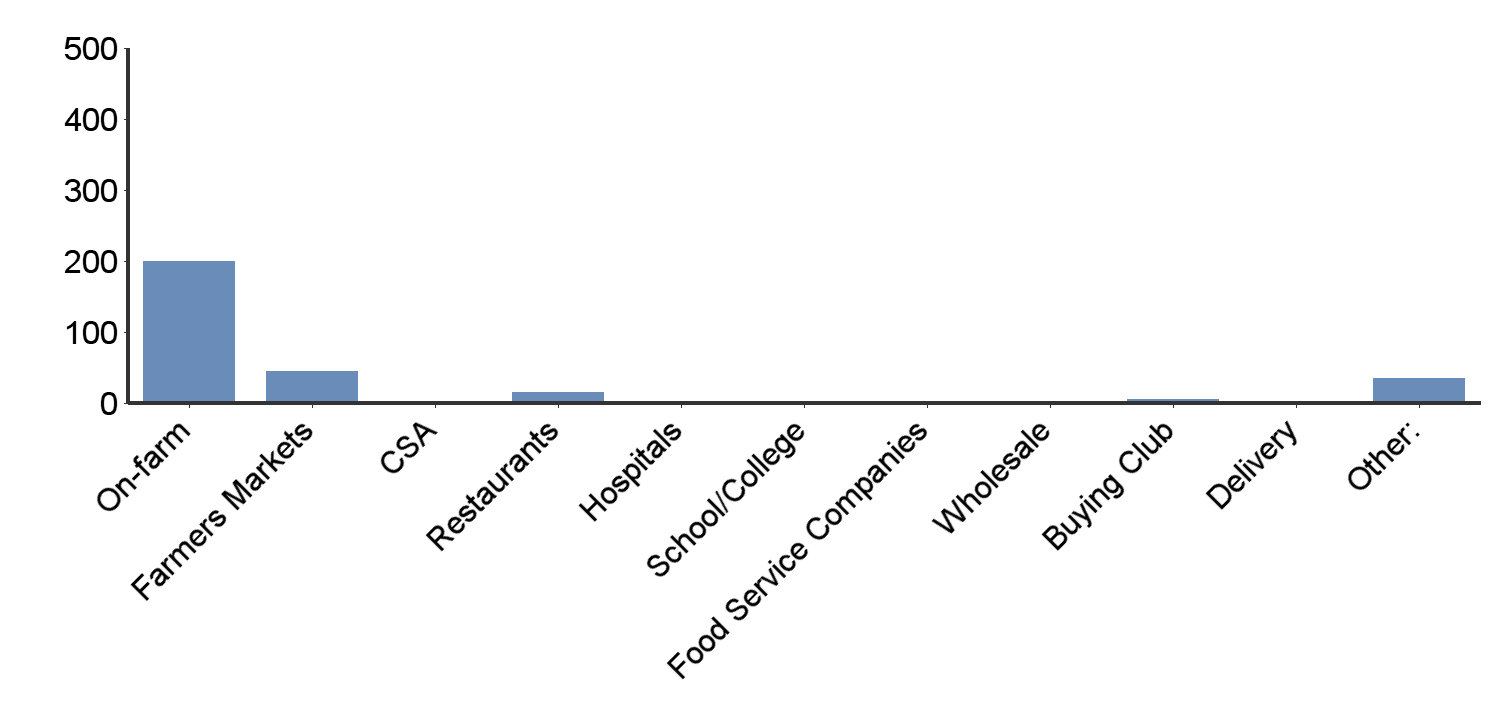 500
400
300
200
100
0
On-farm
Farmers Markets
CSA
Restaurants
Hospitals
School/College
Food Service Companies
Wholesale
Buying Club
Delivery
Other: